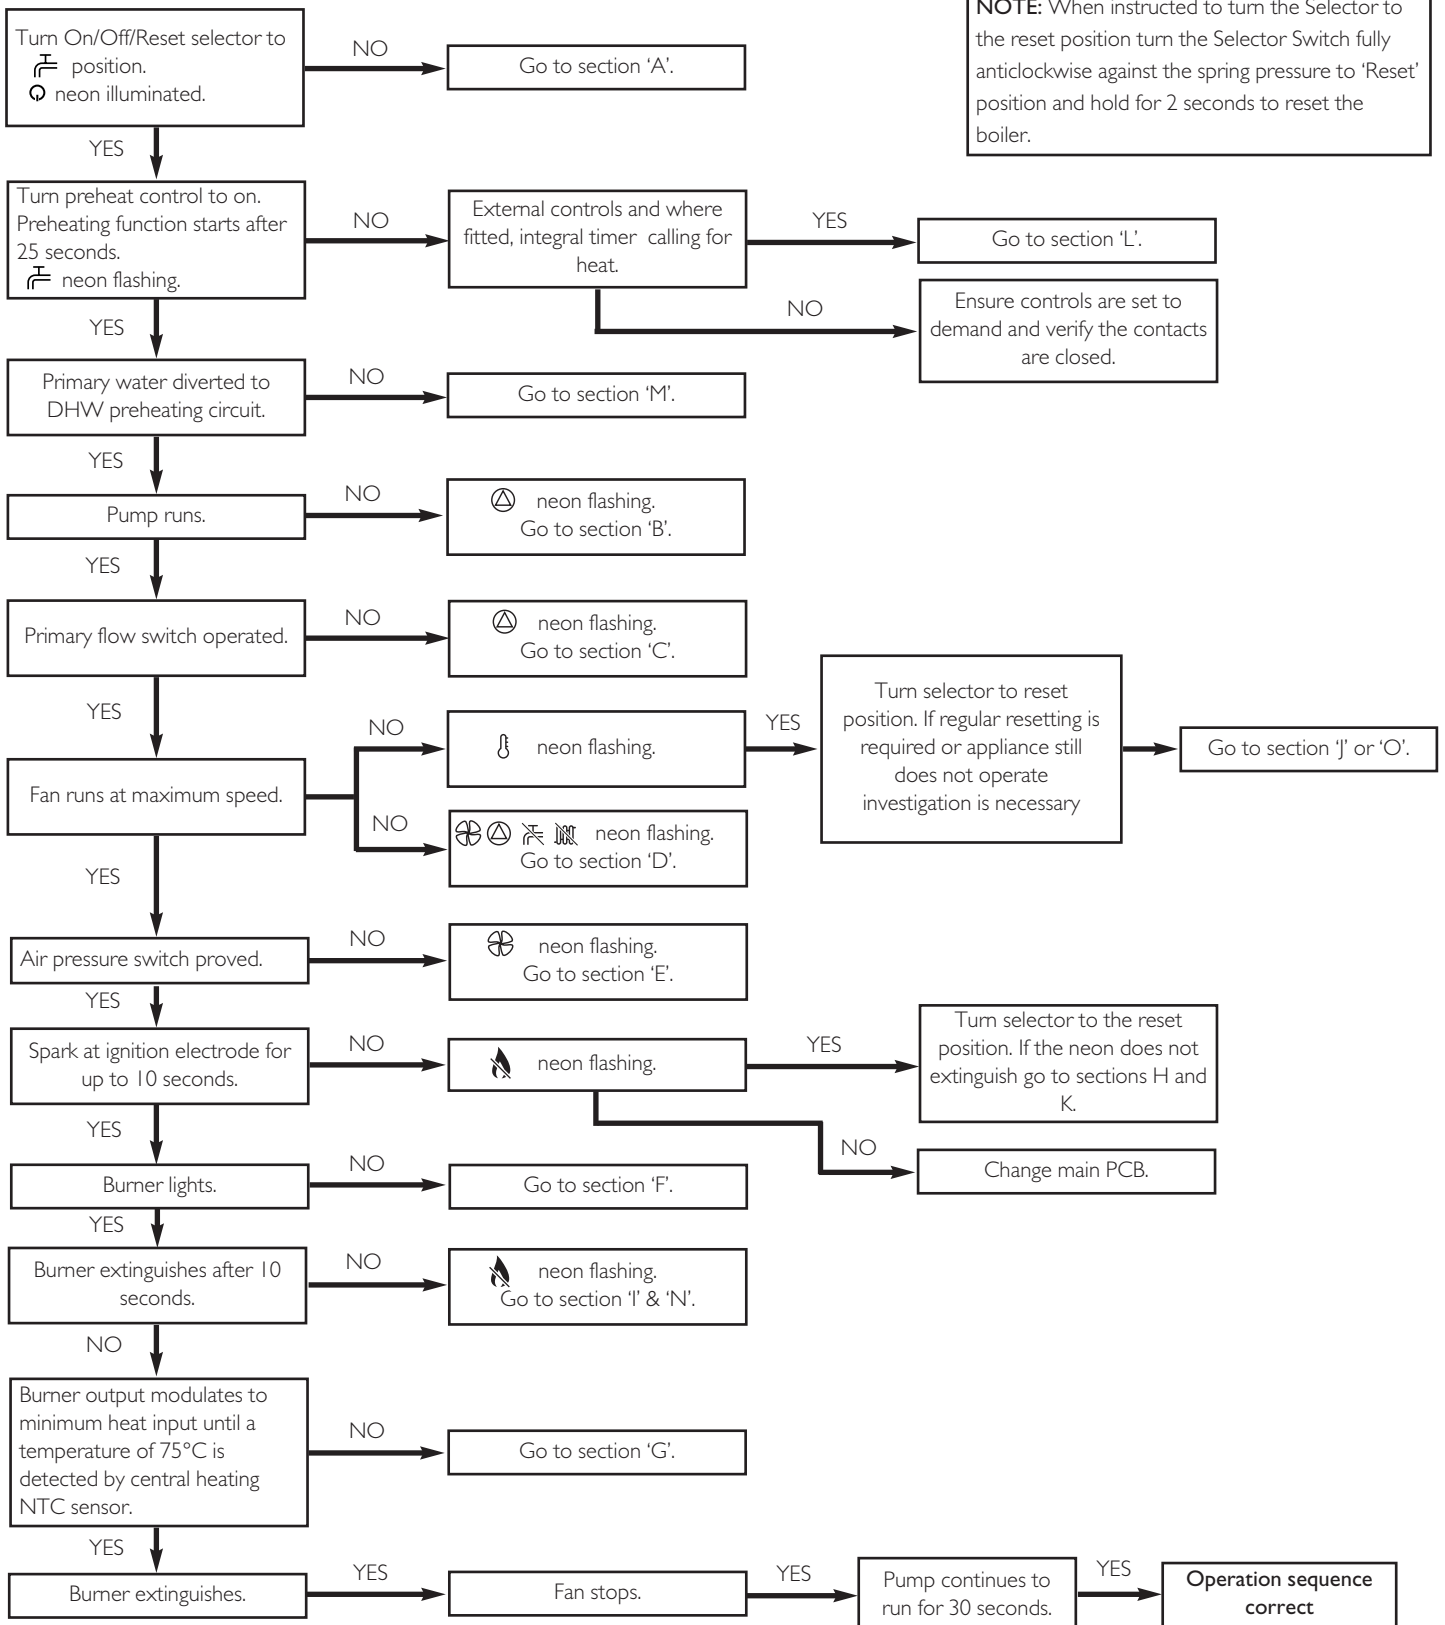 Turn On/Off/Reset selector to
position.
neon illuminated.
NO
Go to section ‘A’.
NOTE: When instructed to turn the Selector to
the reset position turn the Selector Switch fully
anticlockwise against the spring pressure to ‘Reset’
position and hold for 2 seconds to reset the
boiler.
YES
Turn preheat control to on.
Preheating function starts after
25 seconds.
neon flashing.
NO
External controls and where
fitted, integral timer calling for
heat.
YES
Go to section ‘L’.
NO
Ensure controls are set to
demand and verify the contacts
are closed.
YES
Primary water diverted to
DHW preheating circuit.
NO
Go to section ‘M’.
YES
Pump runs.
NO
neon flashing.
Go to section ‘B’.
YES
Primary flow switch operated.
NO
neon flashing.
Go to section ‘C’.
YES
Fan runs at maximum speed.
NO
neon flashing.
YES
Turn selector to reset
position. If regular resetting is
required or appliance still
does not operate
investigation is necessary
Go to section ‘J’ or ‘O’.
NO
neon flashing.
Go to section ‘D’.
YES
Air pressure switch proved.
NO
neon flashing.
Go to section ‘E’.
YES
Spark at ignition electrode for
up to 10 seconds.
NO
neon flashing.
YES
Turn selector to the reset
position. If the neon does not
extinguish go to sections H and
K.
NO
Change main PCB.
YES
Burner lights.
NO
Go to section ‘F’.
YES
Burner extinguishes after 10
seconds.
NO
neon flashing.
Go to section ‘I’ & ‘N’.
NO
Burner output modulates to
minimum heat input until a
temperature of 75°C is
detected by central heating
NTC sensor.
NO
Go to section ‘G’.
YES
Burner extinguishes.
YES
Fan stops.
YES
Pump continues to
run for 30 seconds.
YES
Operation sequence
correct